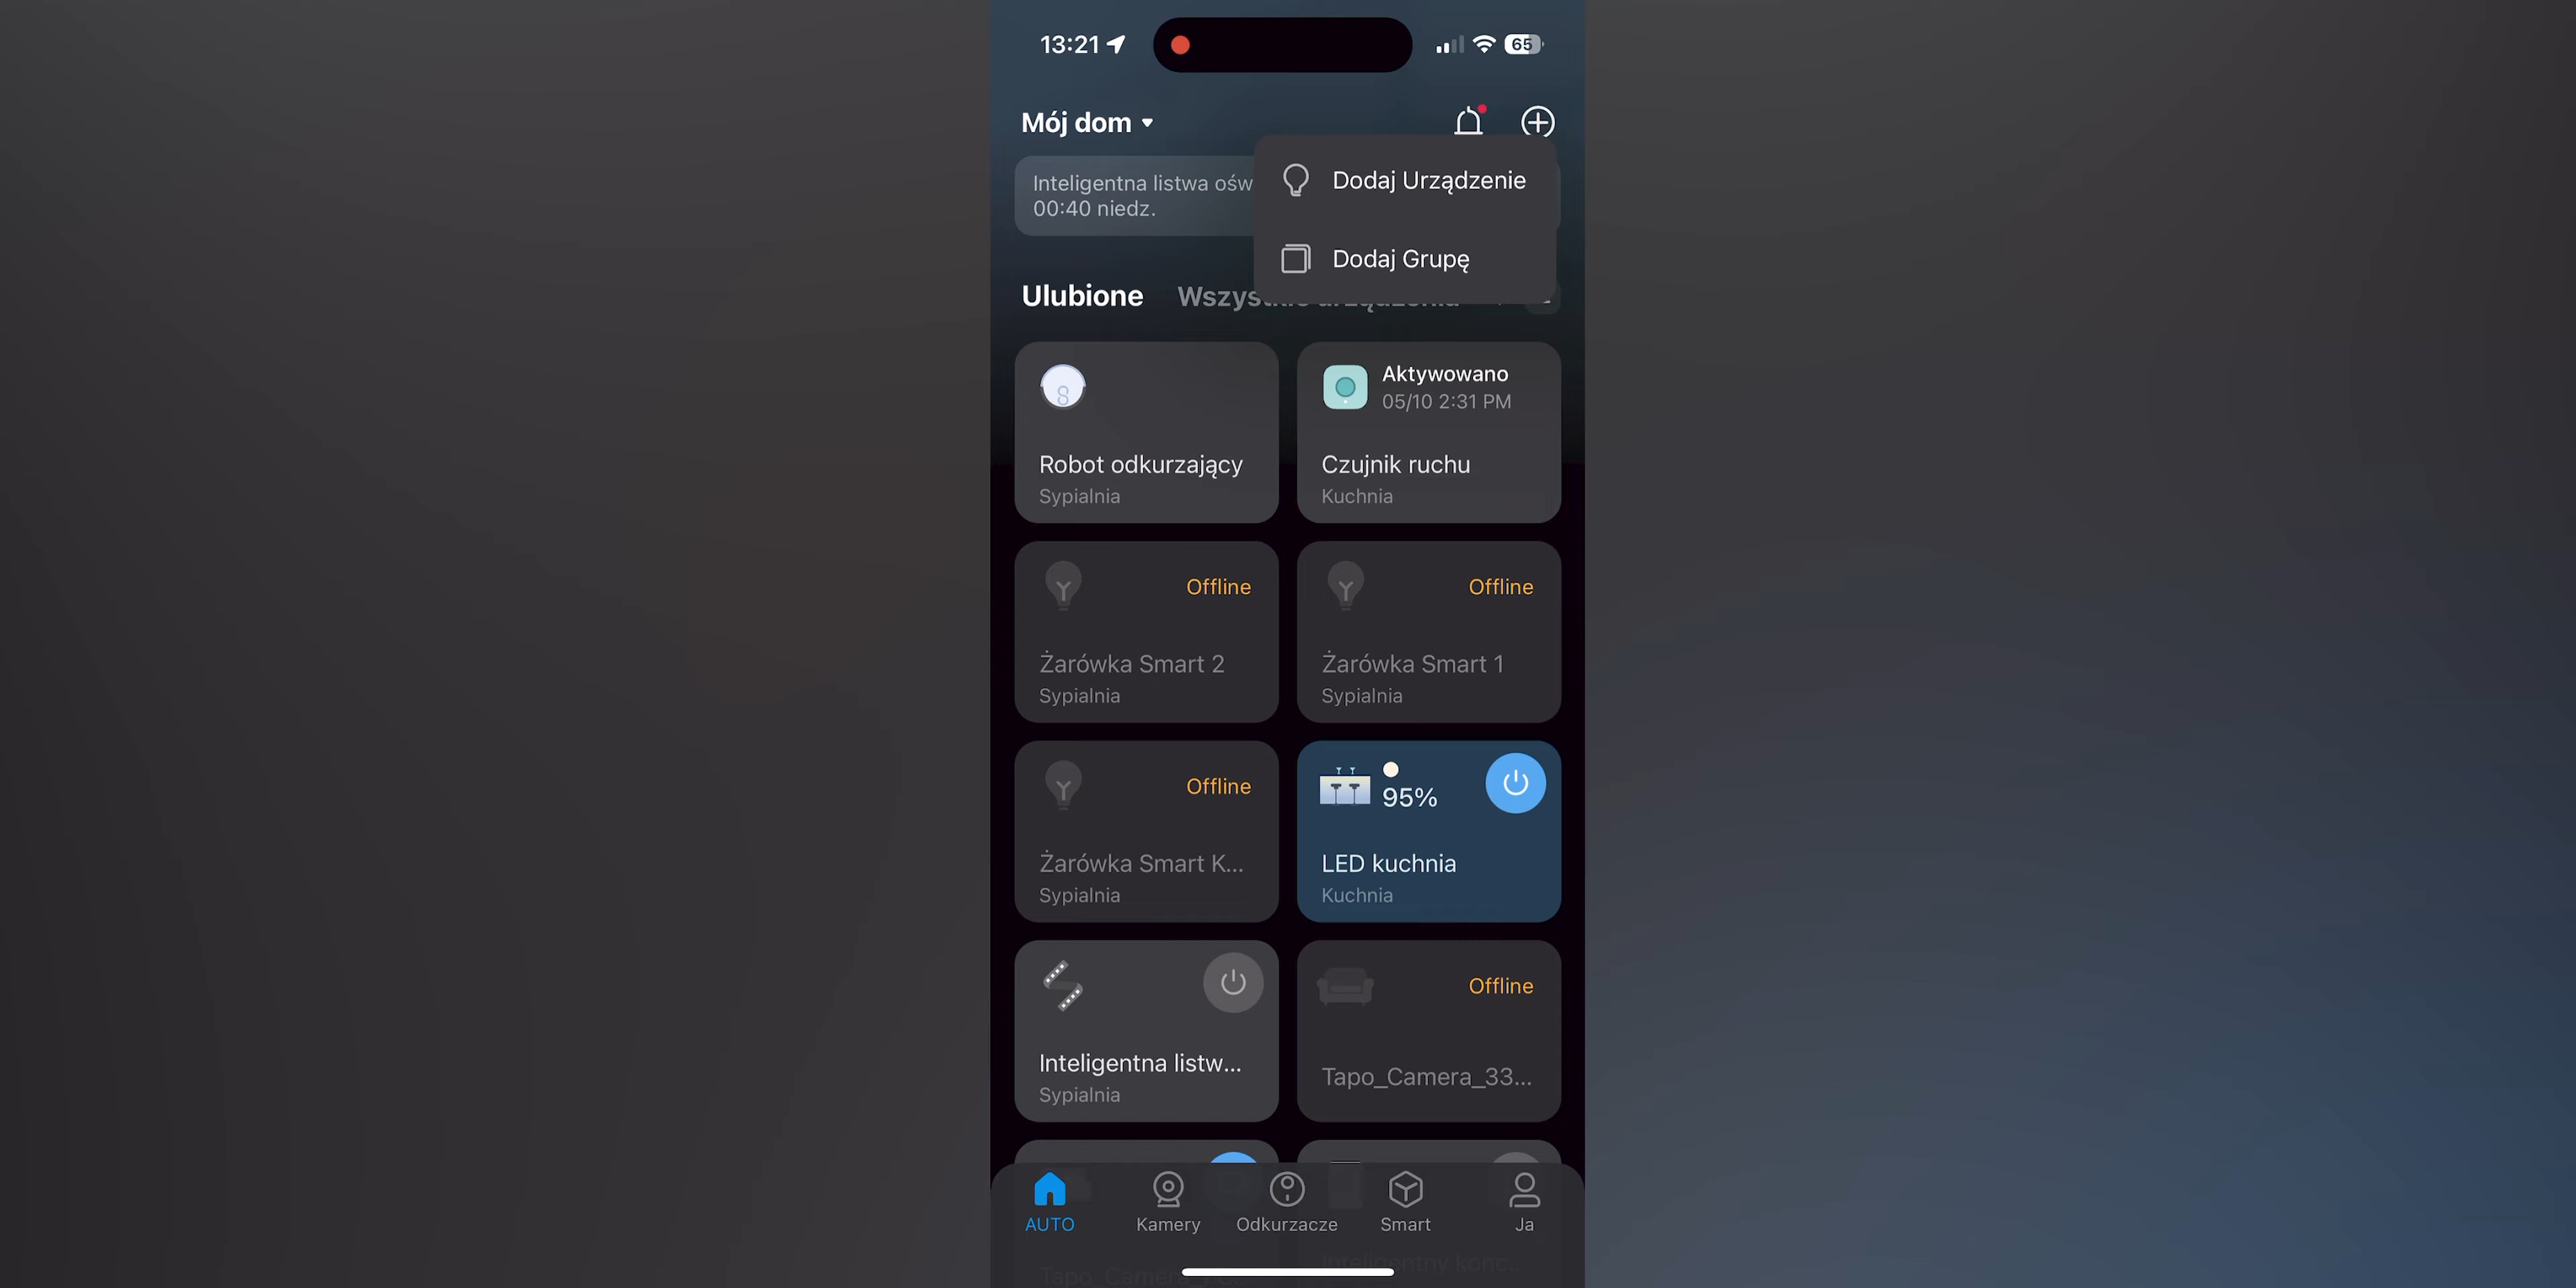 13:21
65
Mój dom
Dodaj Urządzenie
Inteligentna listwa ośw
00:40 niedz.
Dodaj Grupę
Ulubione
Robot odkurzający
Sypialnia
Aktywowano
05/10 2:31 PM
Czujnik ruchu
Kuchnia
Offline
Żarówka Smart 2
Sypialnia
Offline
Żarówka Smart 1
Sypialnia
Offline
Żarówka Smart K...
Sypialnia
95%
LED kuchnia
Kuchnia
Inteligentna listw...
Sypialnia
Offline
Tapo_Camera_33...
AUTO
Kamery
Odkurzacze
Smart
Ja